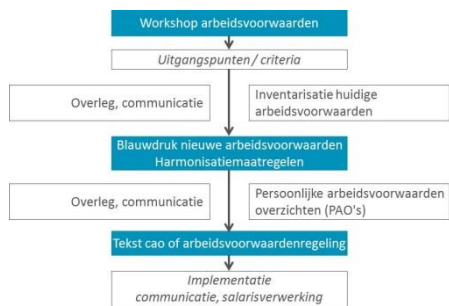 Workshop arbeidsvoorwaarden
Uitgangspunten / criteria
Overleg, communicatie
Inventarisatie huidige
arbeidsvoorwaarden
Blauwdruk nieuwe arbeidsvoorwaarden
Harmonisatiemaatregelen
Overleg, communicatie
Persoonlijke arbeidsvoorwaarden
overzichten (PAO's)
Tekst cao of arbeidsvoorwaardenregeling
Implementatie
communicatie, salarisverwerking